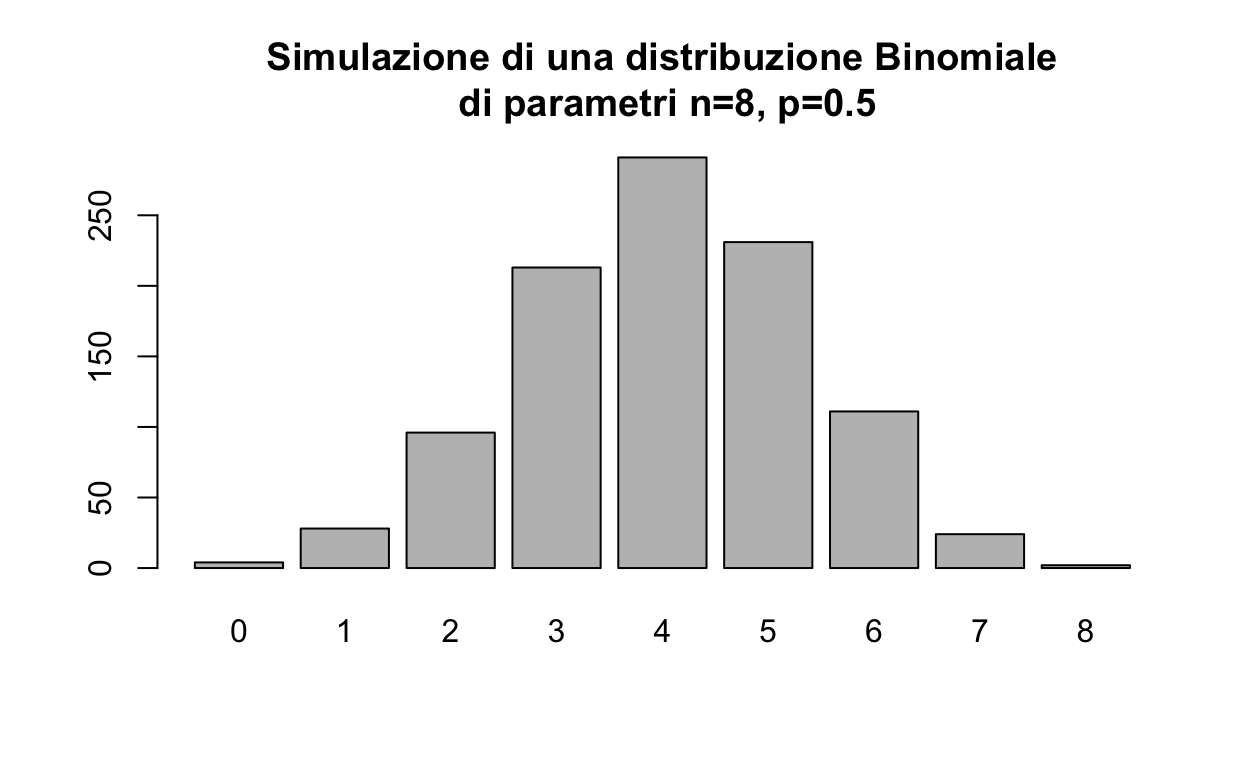 Simulazione di una distribuzione Binomiale
di parametri n=8, p=0.5
250
150
50
0
0 1 2 3 4 5 6 7 8